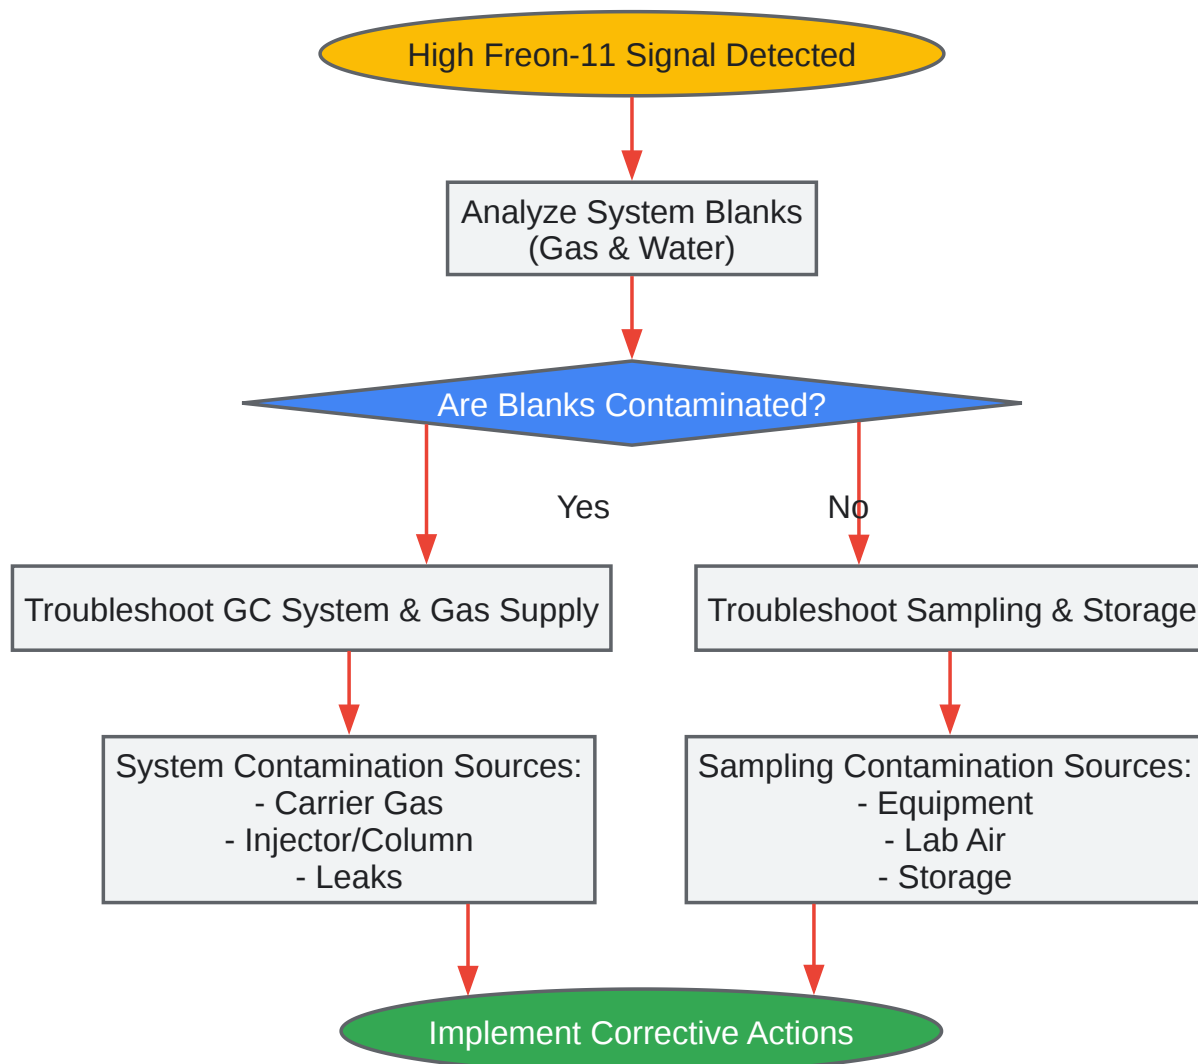 High Freon-11 Signal Detected
Analyze System Blanks
(Gas & Water)
Are Blanks Contaminated?
Yes
No
Troubleshoot GC System & Gas Supply
Troubleshoot Sampling & Storage
System Contamination Sources:
- Carrier Gas
- Injector/Column
- Leaks
Sampling Contamination Sources:
- Equipment
- Lab Air
- Storage
Implement Corrective Actions